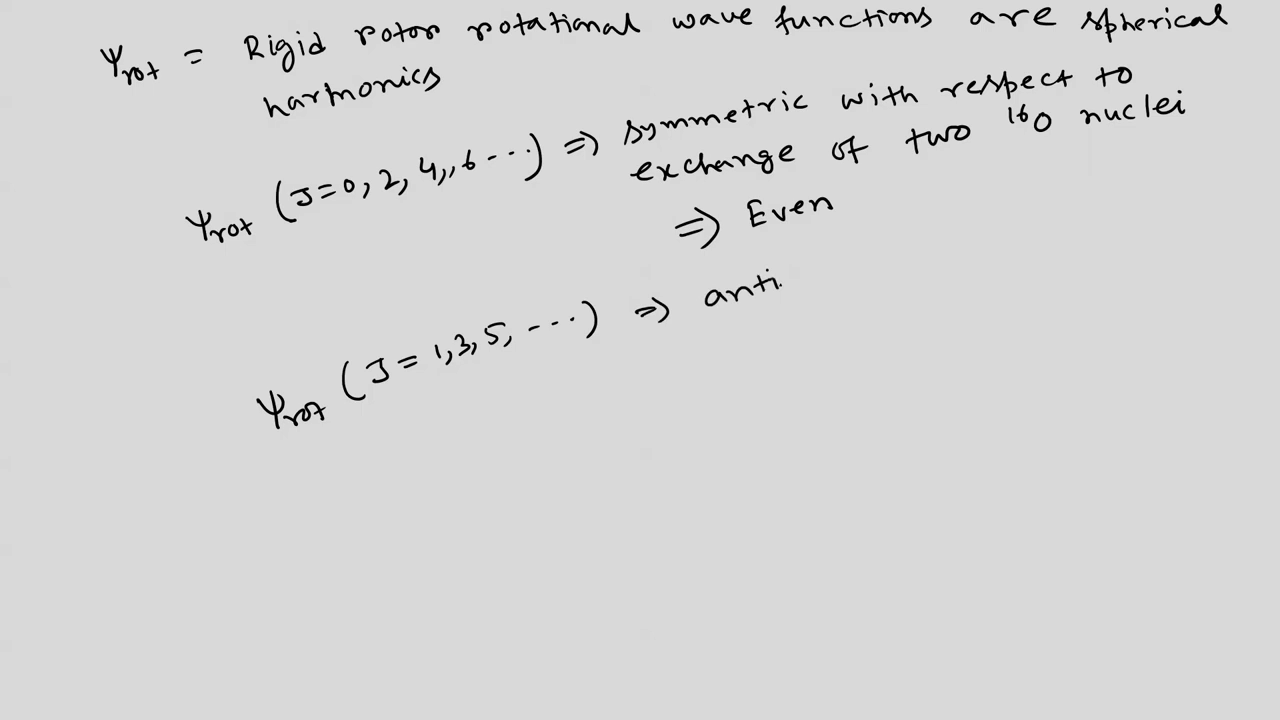 Ψrot = Rigid rotor rotational wave functions are spherical
harmonics
Ψrot (J=0, 2, 4,, 6 ...) ⇒ symmetric with respect to
exchange of two ¹⁶O nuclei
⇒ Even
Ψrot (J = 1,3, 5, - ...) ⇒ anti.